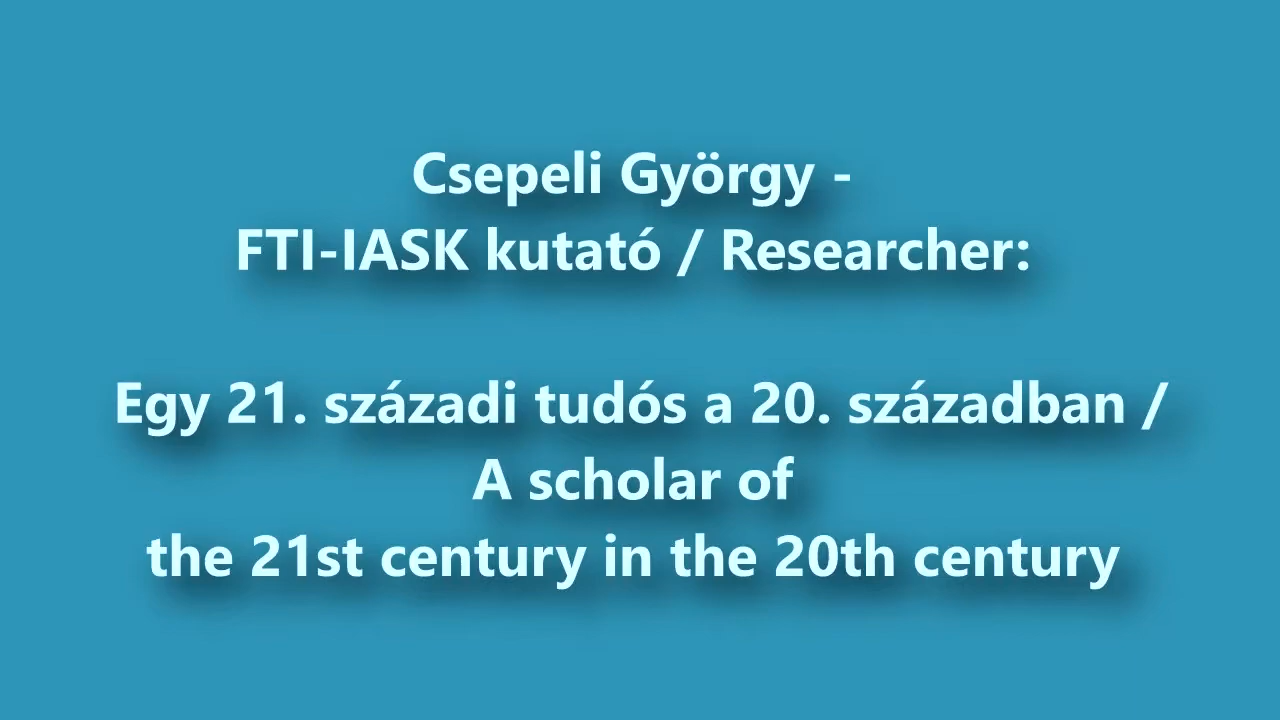 Csepeli György -
FTI-IASK kutató / Researcher:
Egy 21. századi tudós a 20. században /
A scholar of
the 21st century in the 20th century